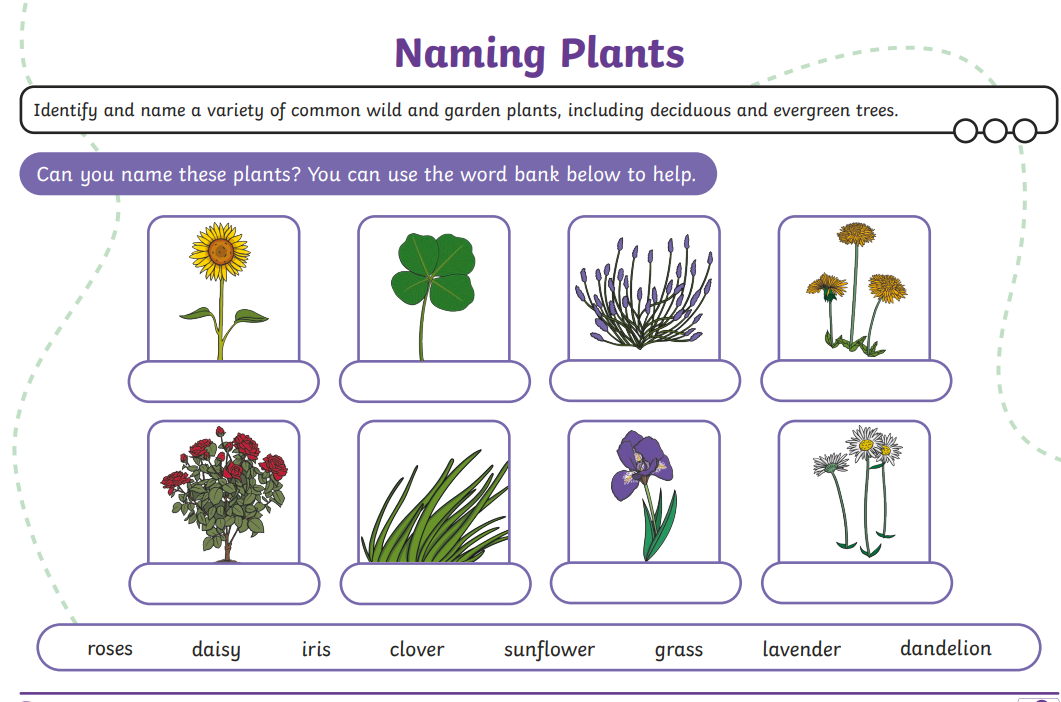 Naming Plants
Identify and name a variety of common wild and garden plants, including deciduous and evergreen trees.
Can you name these plants? You can use the word bank below to help.
roses daisy iris clover sunflower grass lavender dandelion